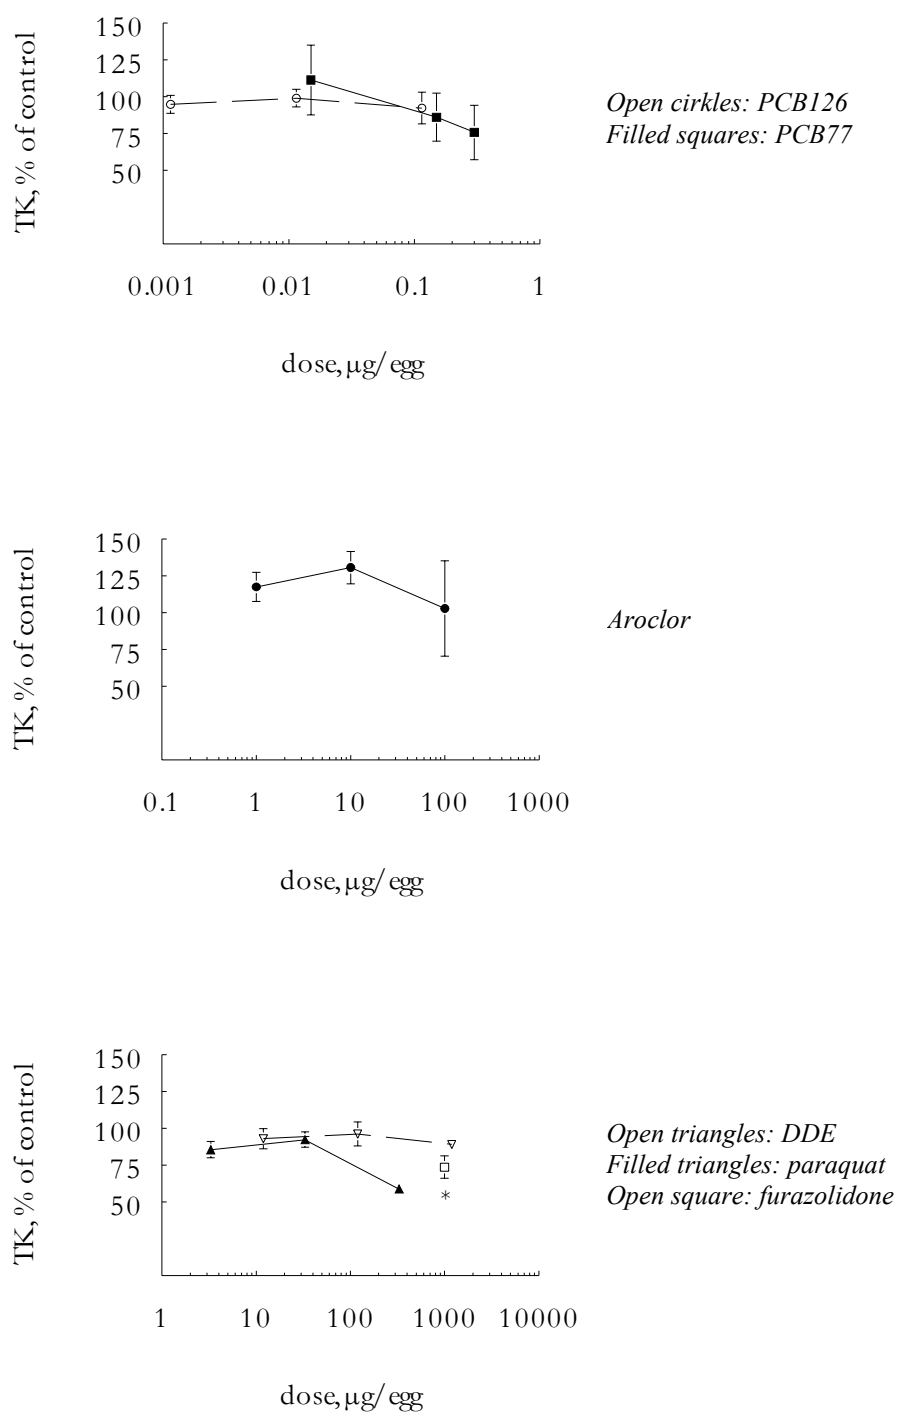 150
125
100
75
50
TK, % of control
0.001 0.01 0.1 1
dose, µg/egg
Open cirkles: PCB126
Filled squares: PCB77
150
125
100
75
50
TK, % of control
0.1 1 10 100 1000
dose, µg/egg
Aroclor
150
125
100
75
50
TK, % of control
*
1 10 100 1000 10000
dose, µg/egg
Open triangles: DDE
Filled triangles: paraquat
Open square: furazolidone